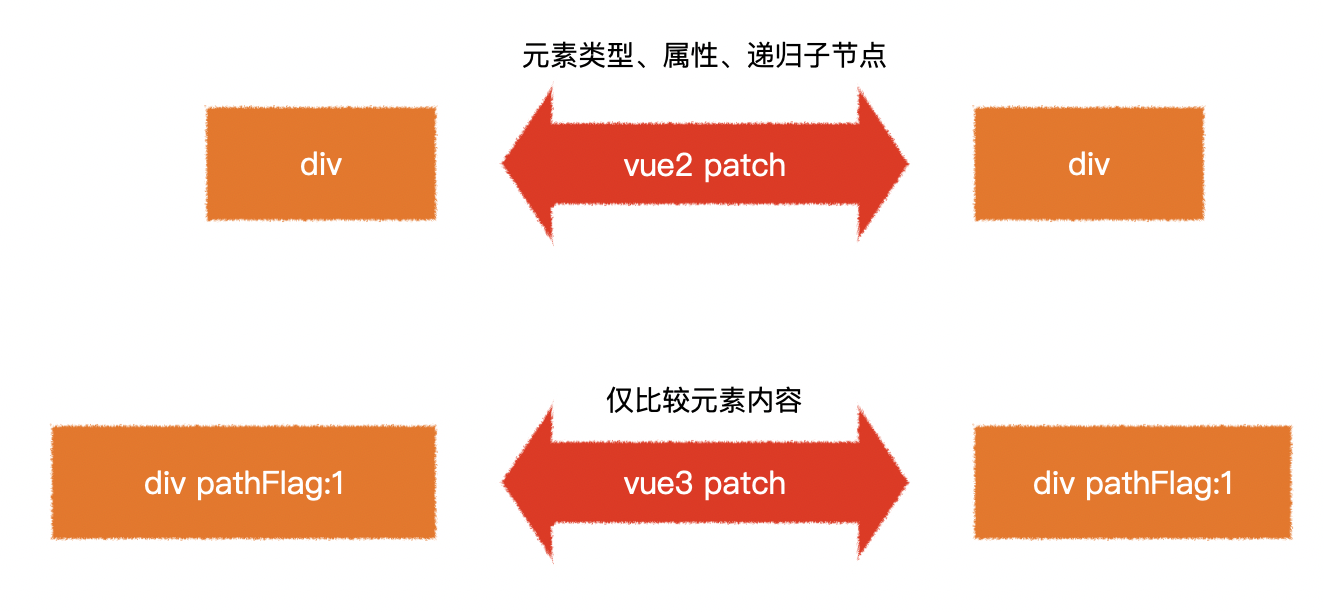 元素类型、属性、递归子节点
div
vue2 patch
div
仅比较元素内容
div pathFlag:1
vue3 patch
div pathFlag:1